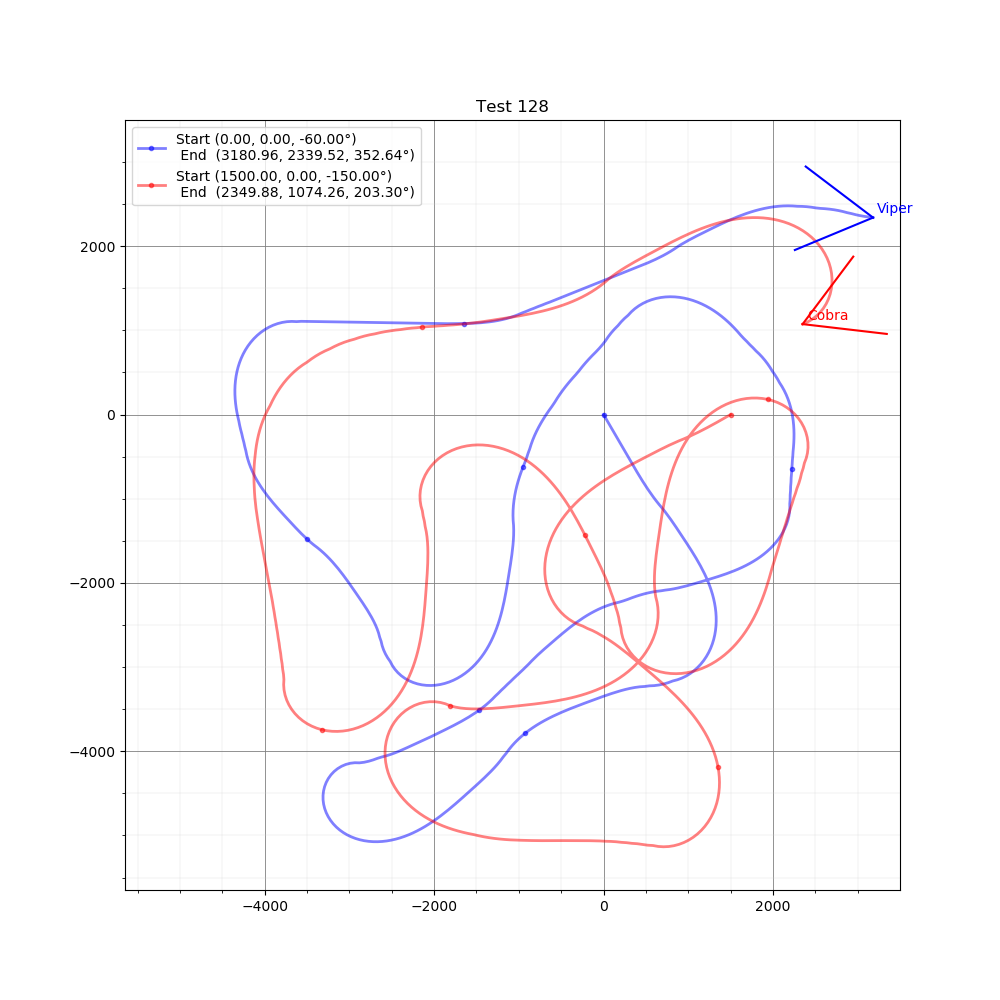 Test 128
Start (0.00, 0.00, -60.00°)
End  (3180.96, 2339.52, 352.64°)
Start (1500.00, 0.00, -150.00°)
End  (2349.88, 1074.26, 203.30°)
Viper
Cobra
2000
0
−2000
−4000
−4000
−2000
0
2000